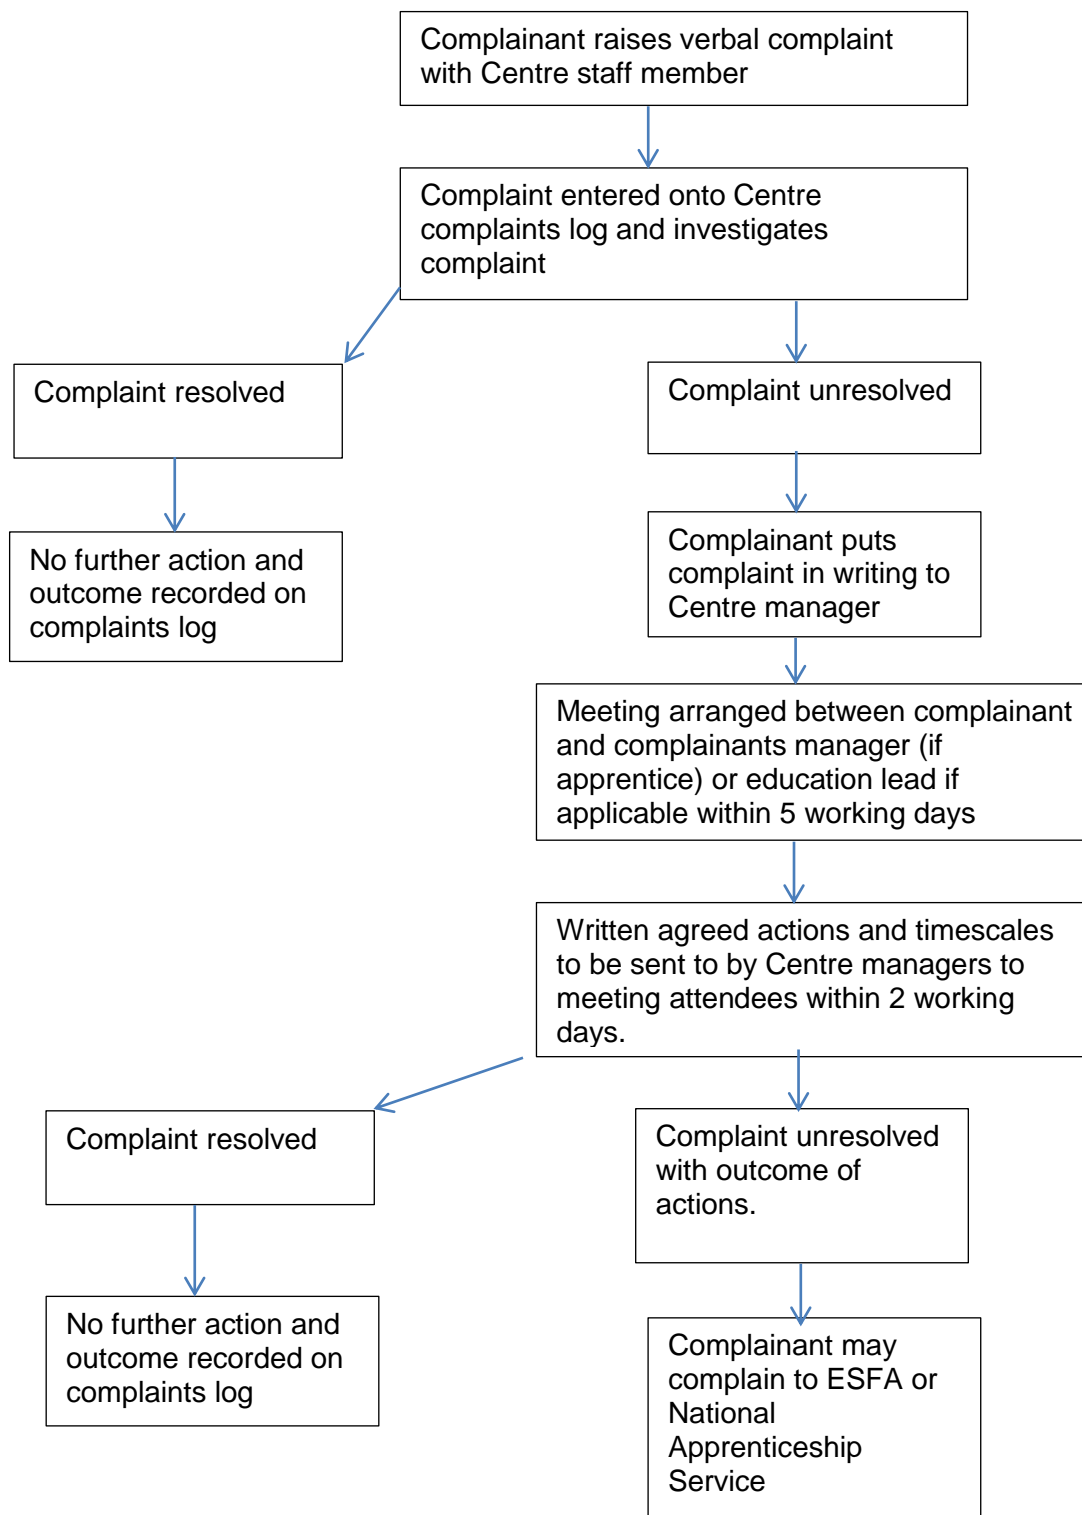 Complainant raises verbal complaint
with Centre staff member
Complaint entered onto Centre
complaints log and investigates
complaint
Complaint resolved
Complaint unresolved
No further action and
outcome recorded on
complaints log
Complainant puts
complaint in writing to
Centre manager
Meeting arranged between complainant
and complainants manager (if
apprentice) or education lead if
applicable within 5 working days
Written agreed actions and timescales
to be sent to by Centre managers to
meeting attendees within 2 working
days.
Complaint resolved
Complaint unresolved
with outcome of
actions.
No further action and
outcome recorded on
complaints log
Complainant may
complain to ESFA or
National
Apprenticeship
Service